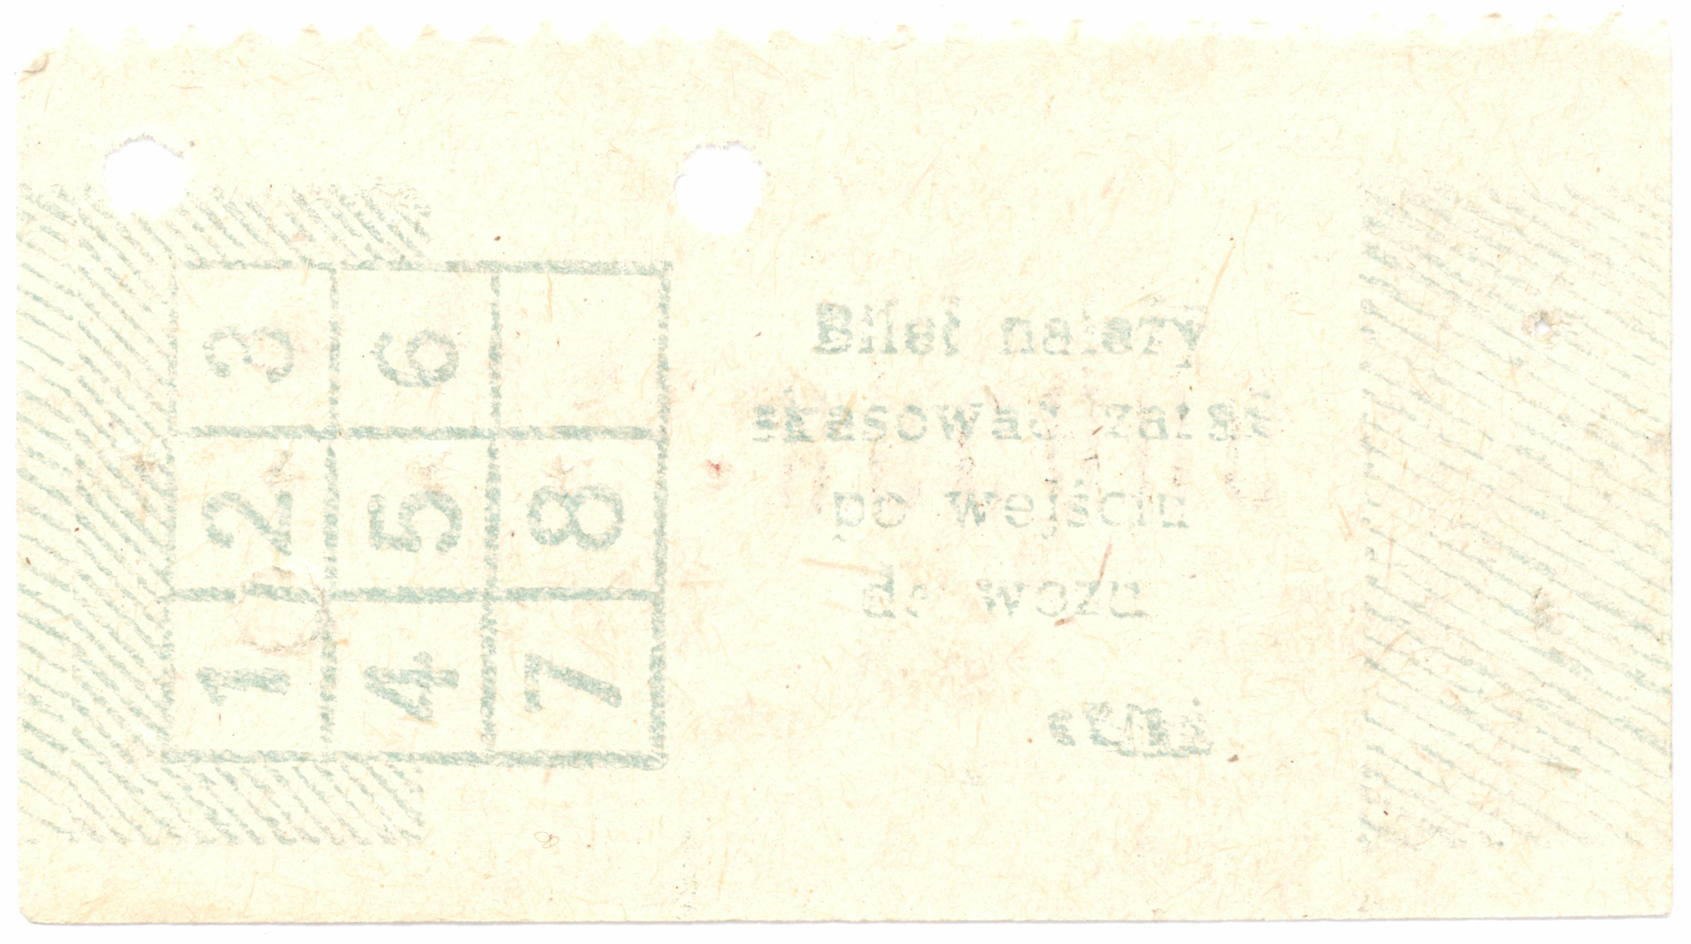 1 2 3
4 5 6
7 8
Bilet należy
skasować zaraz
po wejściu
do wozu